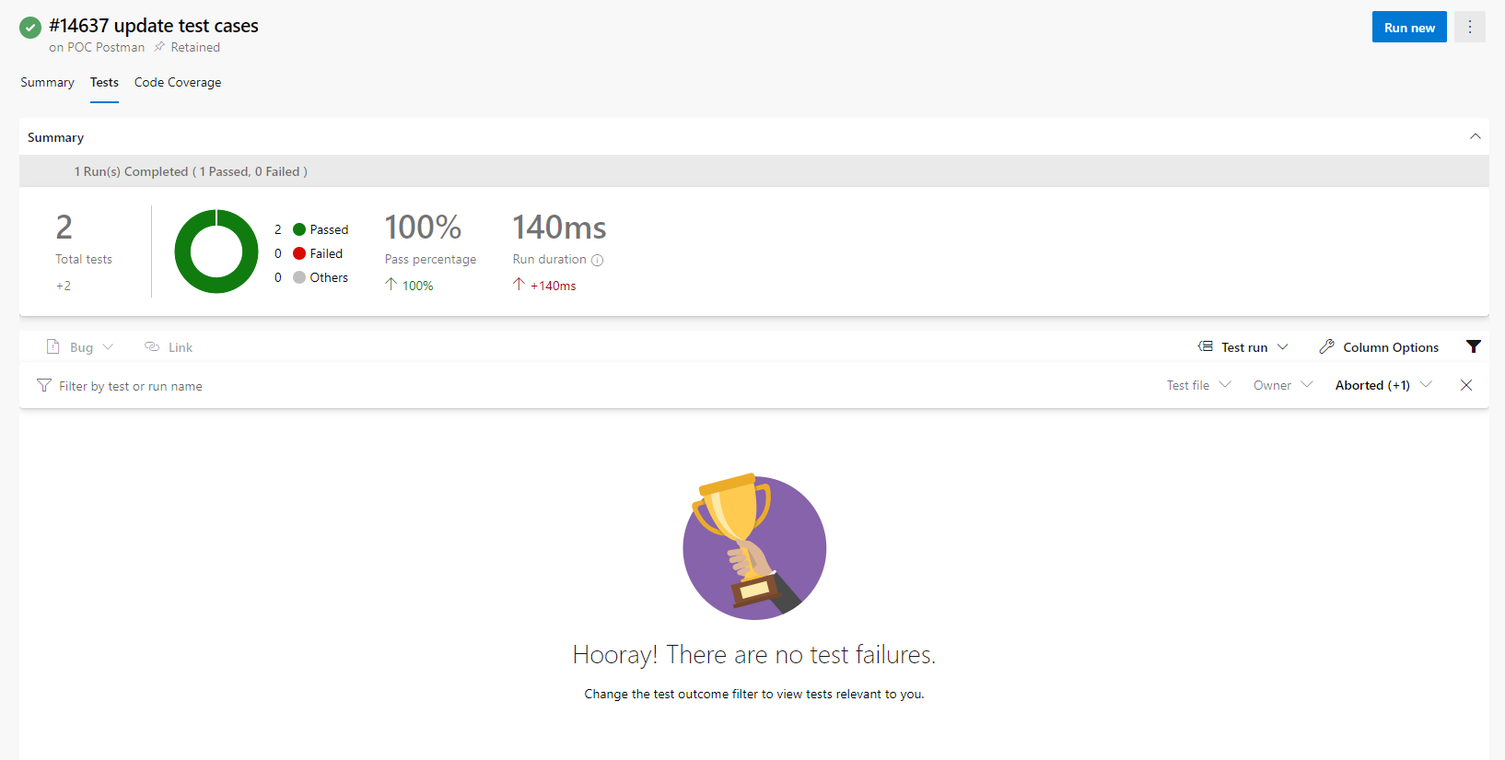 #14637 update test cases
on POC Postman Retained
Run new
Summary Tests Code Coverage
Summary
1 Run(s) Completed ( 1 Passed, 0 Failed )
2
Total tests
+2
2 Passed
0 Failed
0 Others
100%
Pass percentage
100%
140ms
Run duration
+140ms
Bug Link Test run Column Options
Filter by test or run name Test file Owner Aborted (+1)
Hooray! There are no test failures.
Change the test outcome filter to view tests relevant to you.